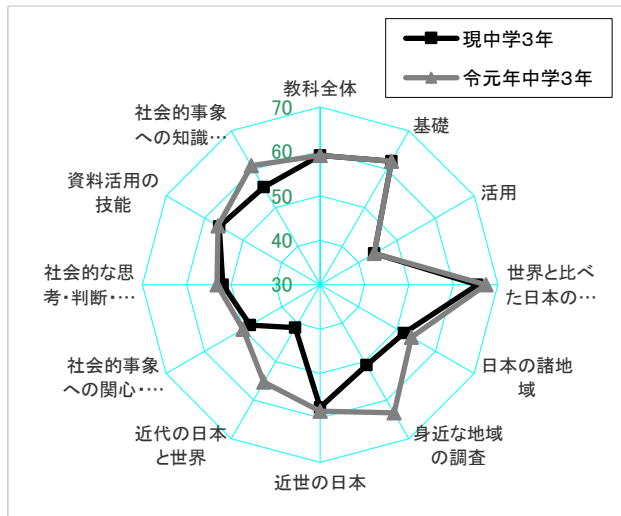 現中学3年
令元年中学3年
教科全体
基礎
活用
世界と比べ
た日本の…
日本の諸地
域
身近な地域
の調査
近世の日本
近代の日本
と世界
社会的事象
への関心・…
社会的な思
考・判断・…
資料活用の
技能
社会的事象
への知識…
70
60
50
40
30